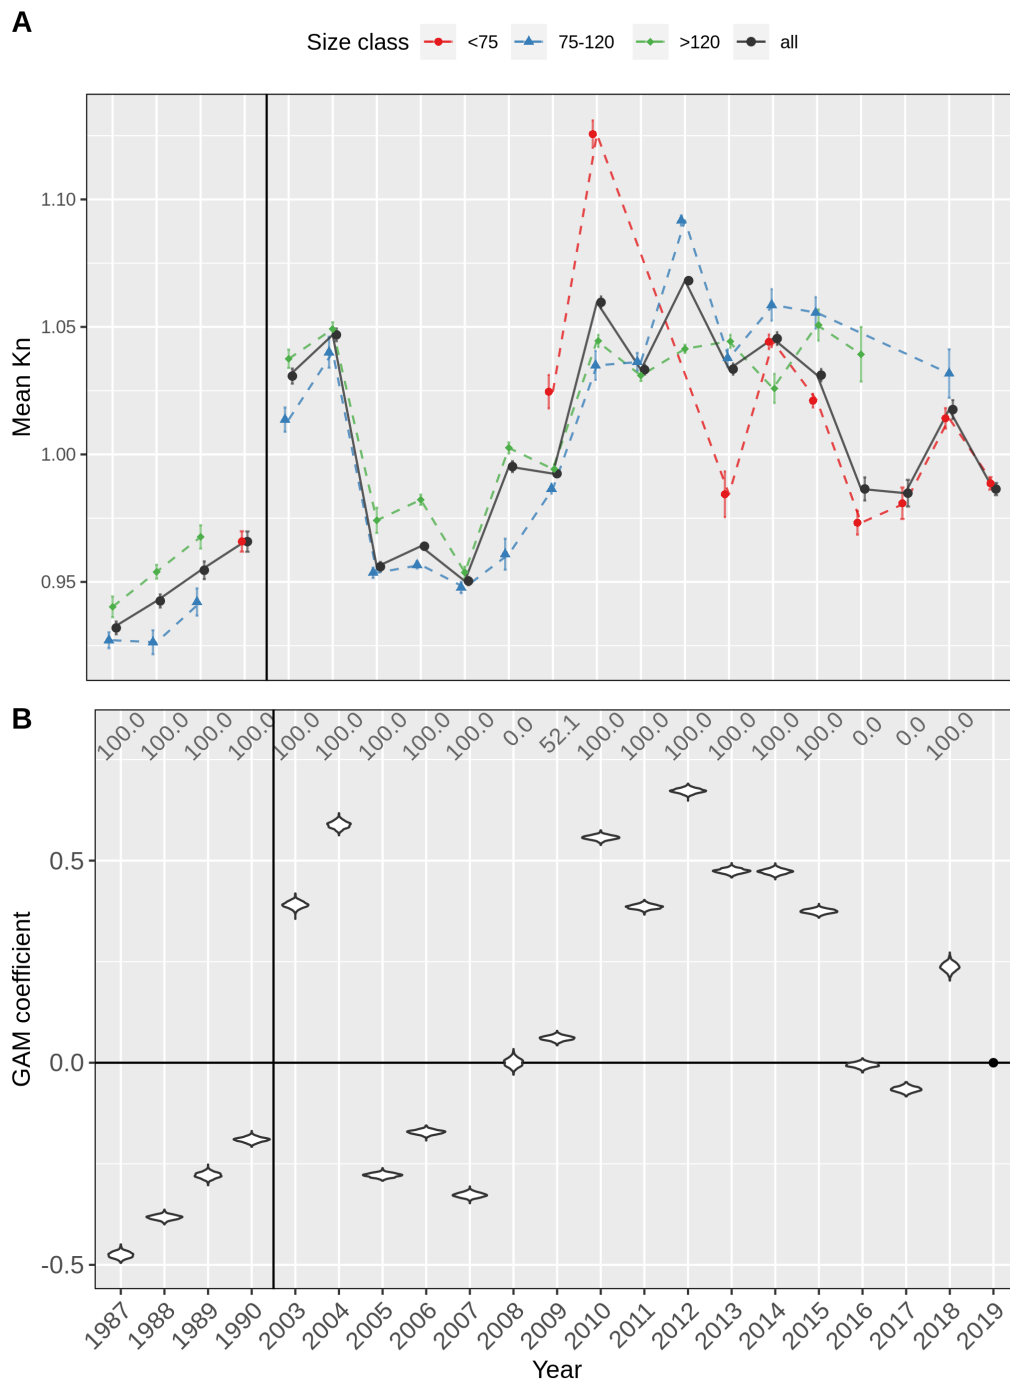 A
Size class <75 75-120 >120 all
1.10
1.05
1.00
0.95
Mean Kn
B
100.0 100.0 100.0 100.0 100.0 100.0 100.0 100.0 100.0 0.0 52.1 100.0 100.0 100.0 100.0 100.0 100.0 0.0 0.0 100.0
0.5
0.0
-0.5
GAM coefficient
1987 1988 1989 1990 2003 2004 2005 2006 2007 2008 2009 2010 2011 2012 2013 2014 2015 2016 2017 2018 2019
Year